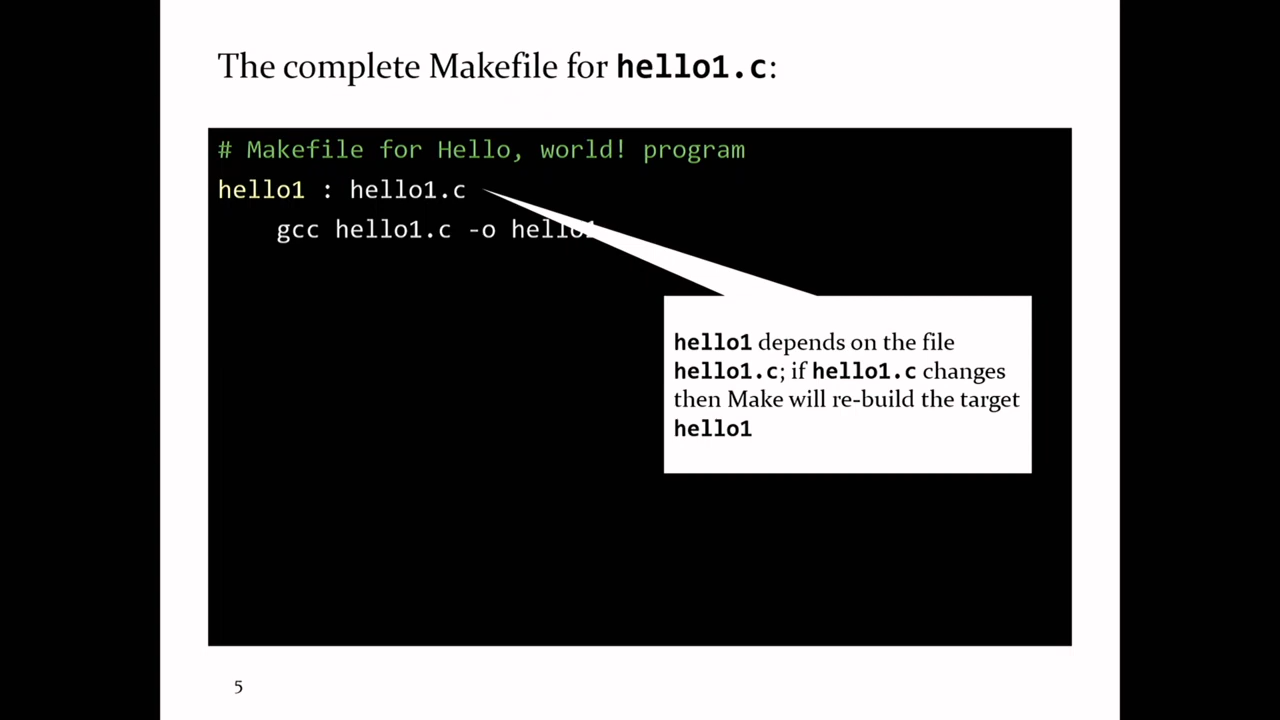 The complete Makefile for hello1.c:
# Makefile for Hello, world! program
hello1 : hello1.c
gcc hello1.c -o hello1
hello1 depends on the file
hello1.c; if hello1.c changes
then Make will re-build the target
hello1
5